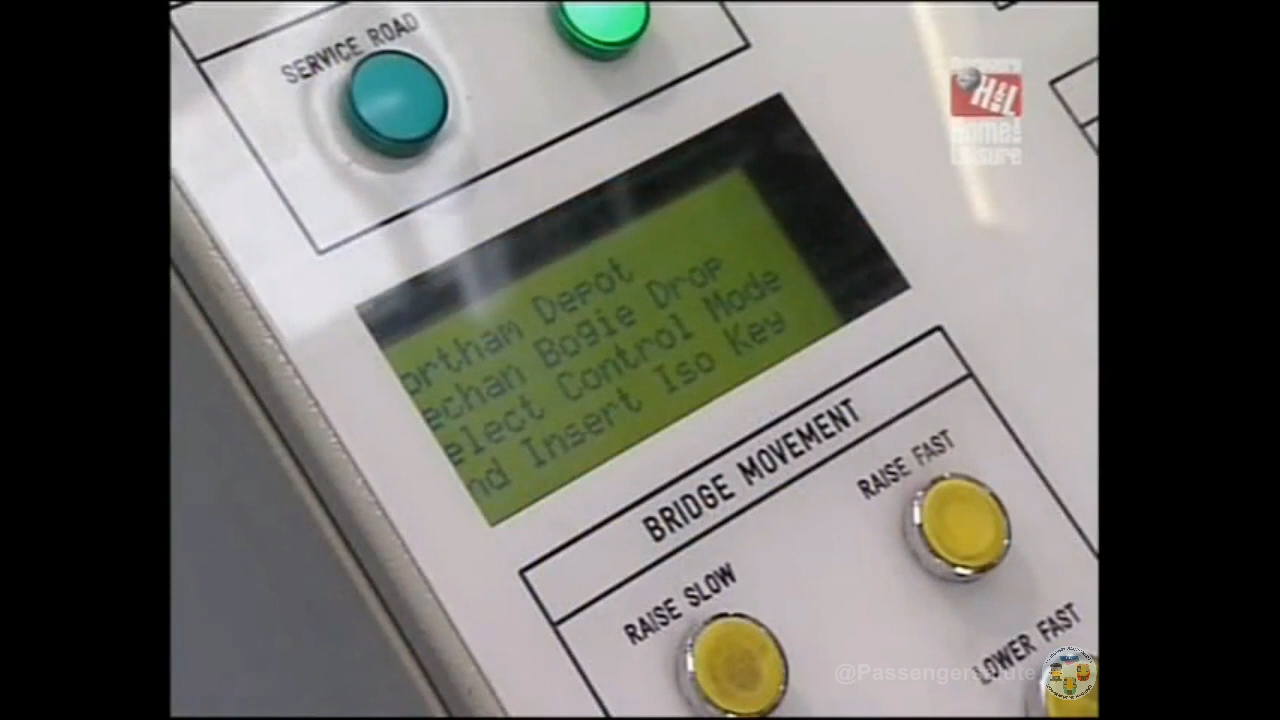 SERVICE ROAD
H&L
ortham Depot
echan Bogie Drop
elect Control Mode
nd Insert Iso Key
BRIDGE MOVEMENT
RAISE FAST
RAISE SLOW
LOWER FAST